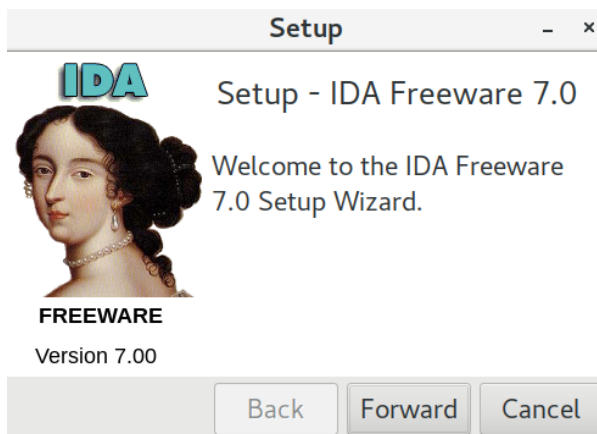 Setup
IDA
Setup - IDA Freeware 7.0
Welcome to the IDA Freeware
7.0 Setup Wizard.
FREEWARE
Version 7.00
Back
Forward
Cancel